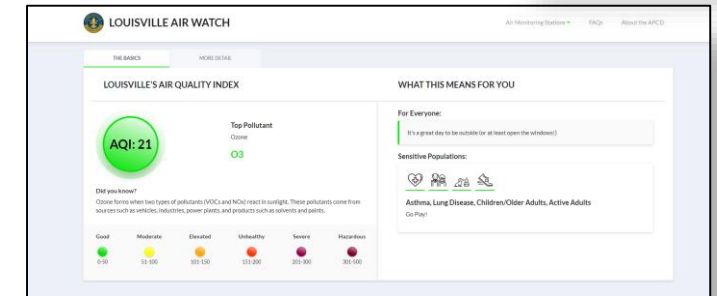 LOUISVILLE AIR WATCH
Air Monitoring Stations FAQs About the APCD
THE BASICS MORE DETAIL
LOUISVILLE'S AIR QUALITY INDEX
AQI: 21
Top Pollutant
Ozone
O3
Did you know?
Ozone forms when two types of pollutants (VOCs and NOx) react in sunlight. These pollutants come from
sources such as vehicles, industries, power plants, and products such as solvents and paints.
Good Moderate Elevated Unhealthy Severe Hazardous
0-50 51-100 101-150 151-200 201-300 301-500
WHAT THIS MEANS FOR YOU
For Everyone:
It's a great day to be outside (or at least open the windows!)
Sensitive Populations:
Asthma, Lung Disease, Children/Older Adults, Active Adults
Go Play!